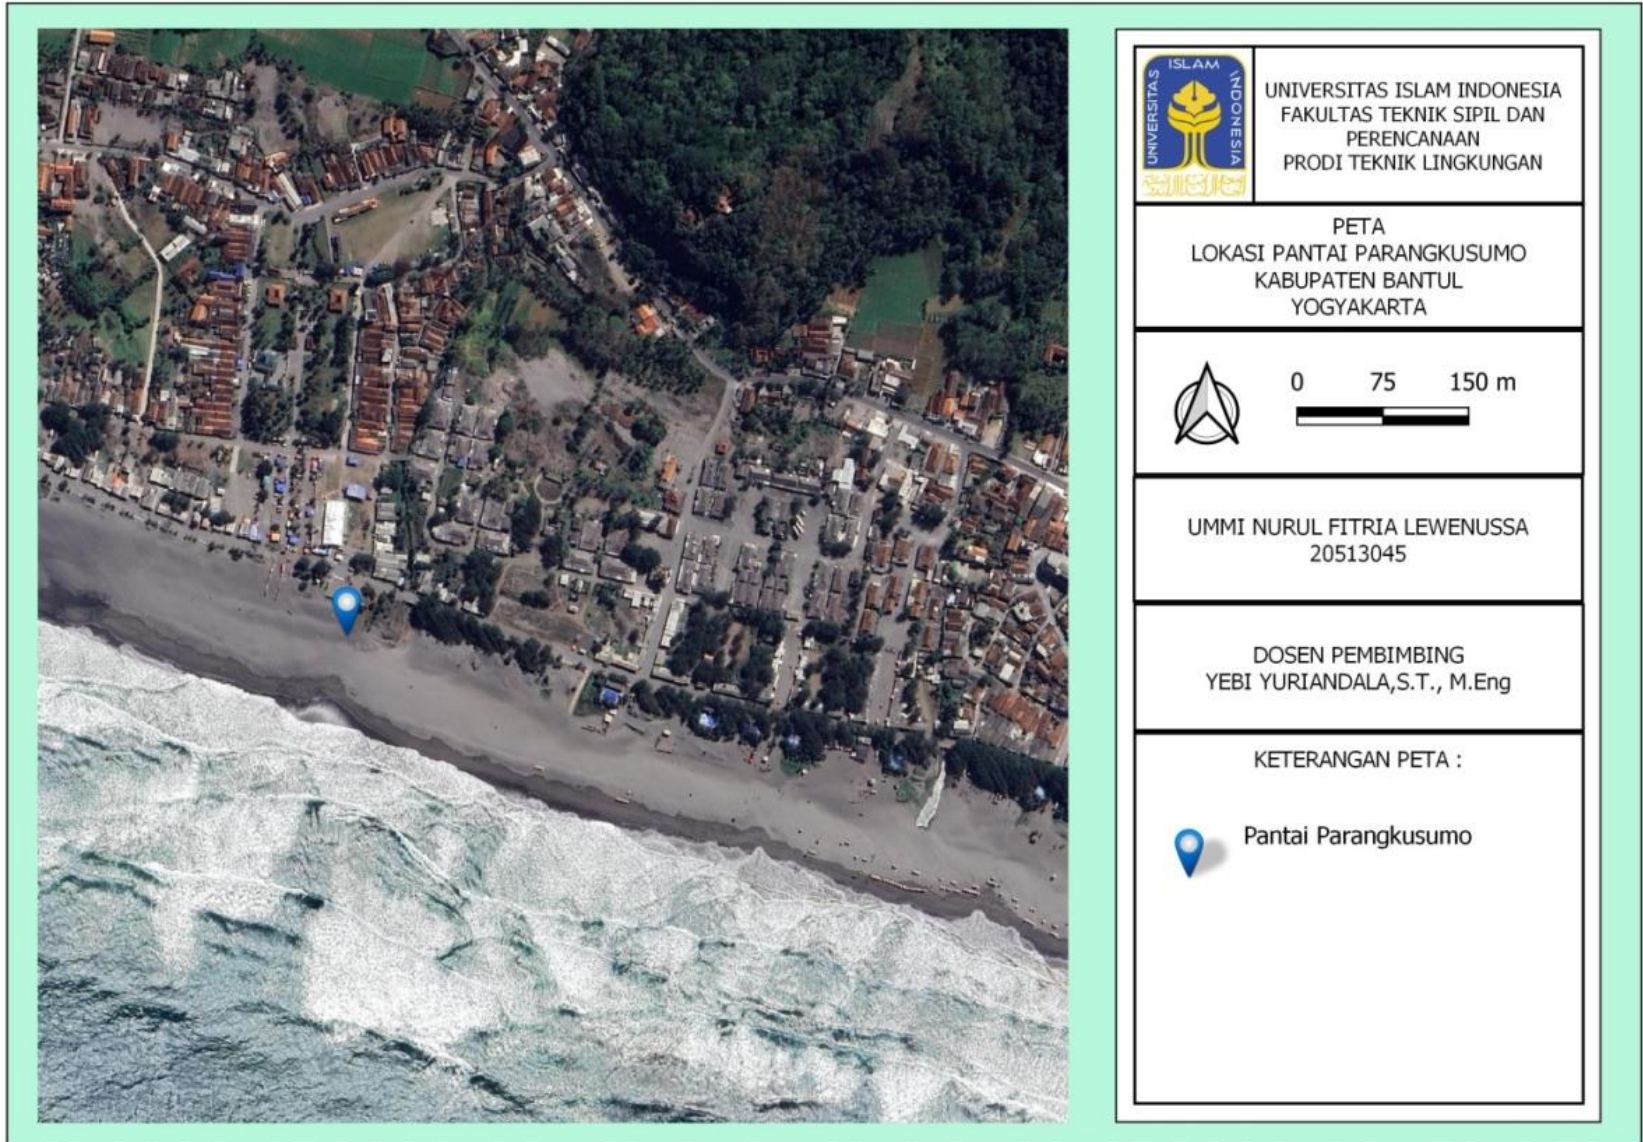 UNIVERSITAS ISLAM INDONESIA
UNIVERSITAS ISLAM INDONESIA
FAKULTAS TEKNIK SIPIL DAN
PERENCANAAN
PRODI TEKNIK LINGKUNGAN
PETA
LOKASI PANTAI PARANGKUSUMO
KABUPATEN BANTUL
YOGYAKARTA
0 75 150 m
UMMI NURUL FITRIA LEWENUSSA
20513045
DOSEN PEMBIMBING
YEBI YURIANDALA,S.T., M.Eng
KETERANGAN PETA :
Pantai Parangkusumo